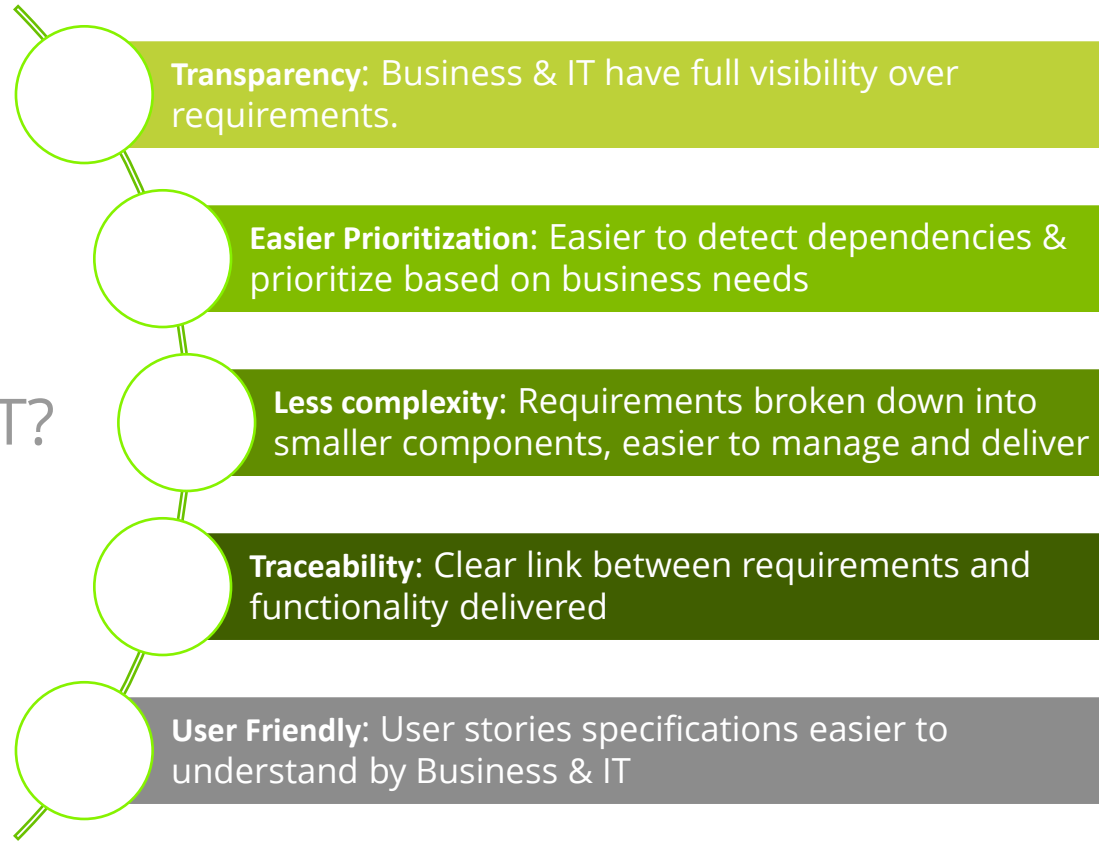 Transparency: Business & IT have full visibility over
requirements.
Easier Prioritization: Easier to detect dependencies &
prioritize based on business needs
T?
Less complexity: Requirements broken down into
smaller components, easier to manage and deliver
Traceability: Clear link between requirements and
functionality delivered
User Friendly: User stories specifications easier to
understand by Business & IT